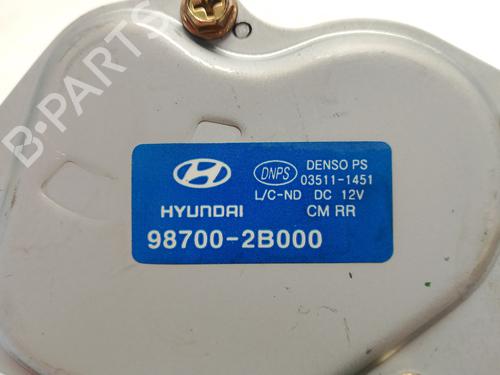 B-PARTS
HYUNDAI
98700-2B000
DNPS
DENSO PS
03511-1451
L/C-ND DC 12V
CM RR